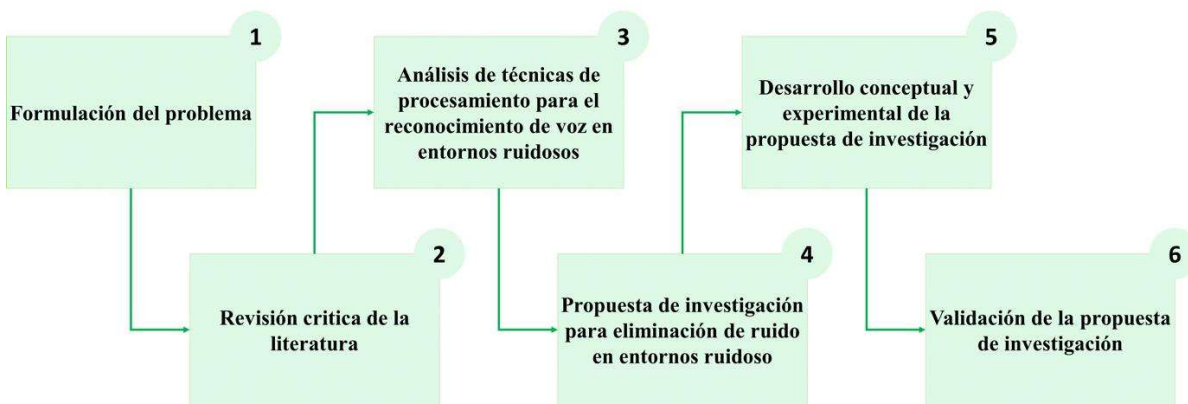 1
Formulación del problema
2
Revisión critica de la
literatura
3
Análisis de técnicas de
procesamiento para el
reconocimiento de voz en
entornos ruidosos
4
Propuesta de investigación
para eliminación de ruido
en entornos ruidoso
5
Desarrollo conceptual y
experimental de la
propuesta de investigación
6
Validación de la propuesta
de investigación